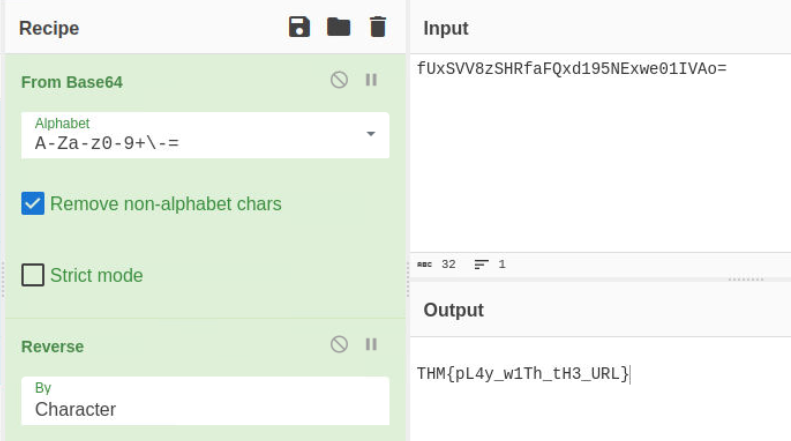 Recipe
From Base64
Alphabet
A-Za-z0-9+\-=
Remove non-alphabet chars
Strict mode
Reverse
By
Character
Input
fUxSVV8zSHRfaFQxd195NExwe01IVAo=
ABC 32 1
Output
THM{pL4y_w1Th_tH3_URL}